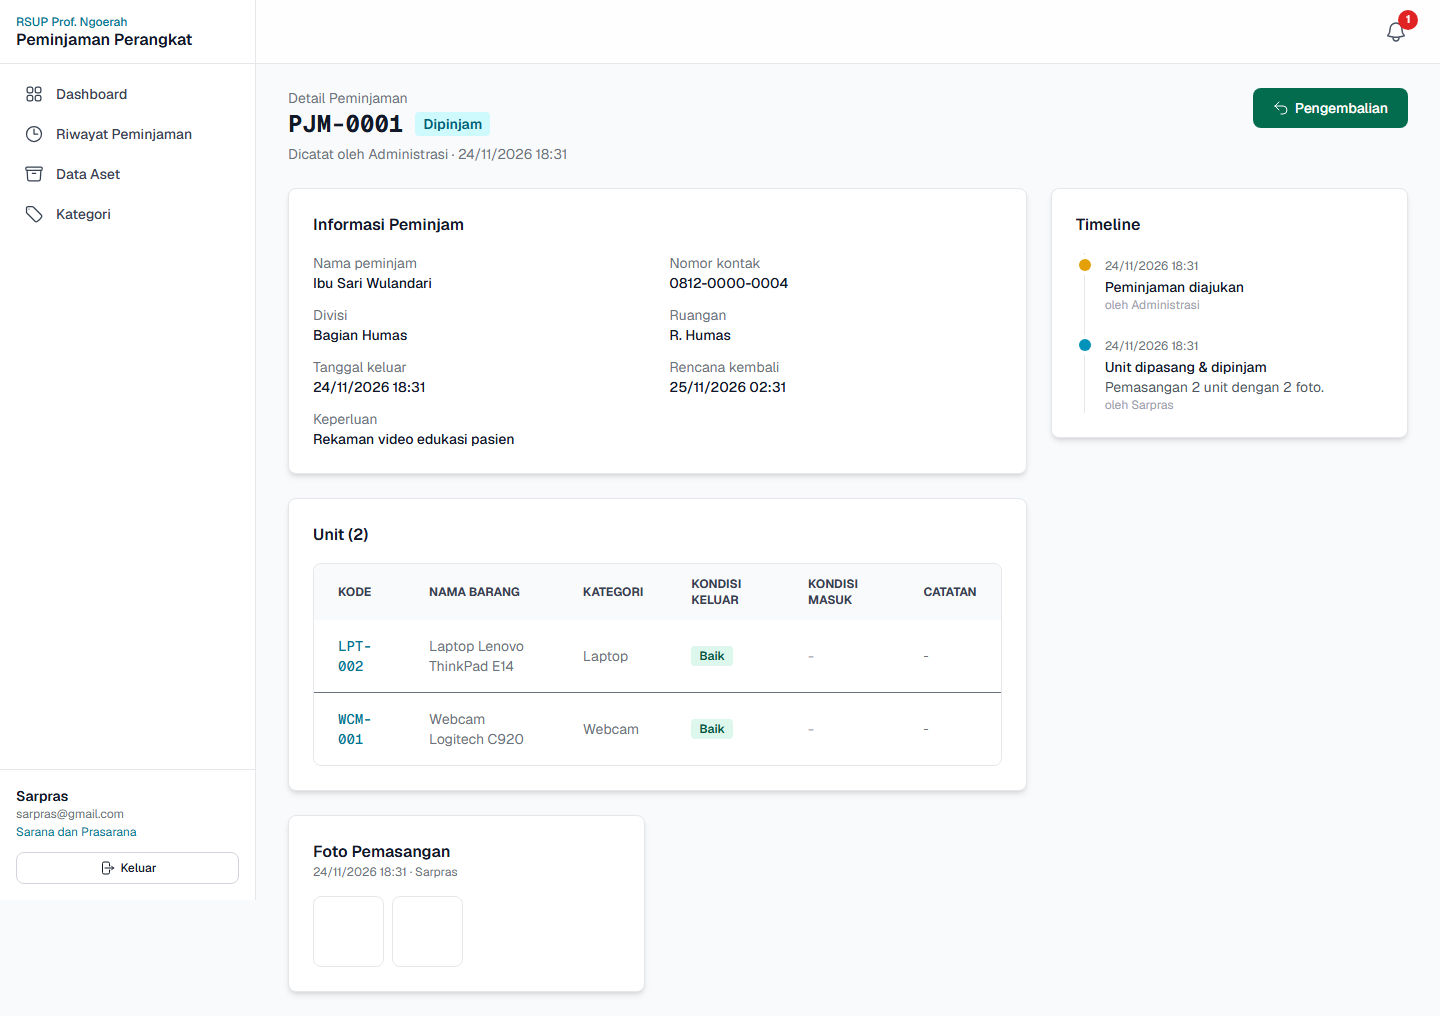 RSUP Prof. Ngoerah
Peminjaman Perangkat
1
Dashboard
Riwayat Peminjaman
Data Aset
Kategori
Sarpras
sarpras@gmail.com
Sarana dan Prasarana
Keluar
Detail Peminjaman
PJM-0001 Dipinjam
Dicatat oleh Administrasi · 24/11/2026 18:31
Pengembalian
Informasi Peminjam
Nama peminjam
Ibu Sari Wulandari
Nomor kontak
0812-0000-0004
Divisi
Bagian Humas
Ruangan
R. Humas
Tanggal keluar
24/11/2026 18:31
Rencana kembali
25/11/2026 02:31
Keperluan
Rekaman video edukasi pasien
Timeline
24/11/2026 18:31
Peminjaman diajukan
oleh Administrasi
24/11/2026 18:31
Unit dipasang & dipinjam
Pemasangan 2 unit dengan 2 foto.
oleh Sarpras
Unit (2)
KODE NAMA BARANG KATEGORI KONDISI KELUAR KONDISI MASUK CATATAN
LPT-002 Laptop Lenovo ThinkPad E14 Laptop Baik - -
WCM-001 Webcam Logitech C920 Webcam Baik - -
Foto Pemasangan
24/11/2026 18:31 · Sarpras